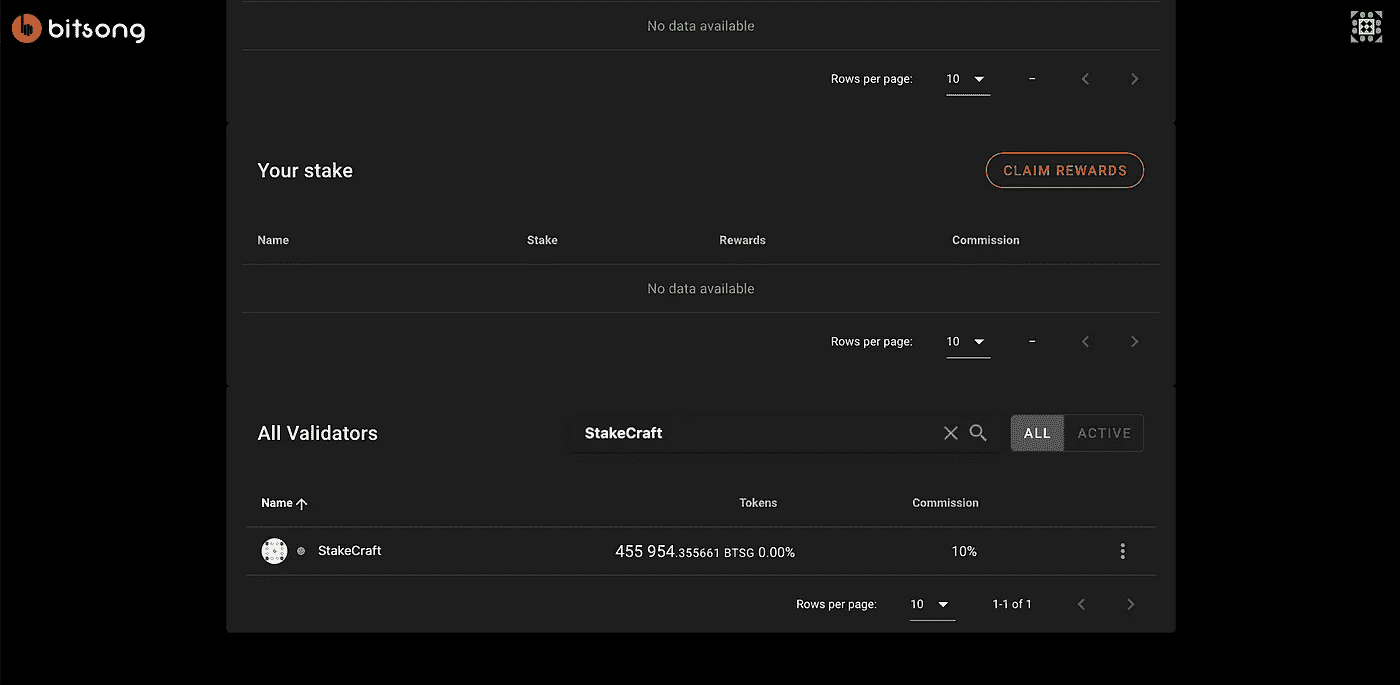 bitsong
No data available
Rows per page: 10 –
Your stake CLAIM REWARDS
Name Stake Rewards Commission
No data available
Rows per page: 10 –
All Validators StakeCraft ALL ACTIVE
Name Tokens Commission
StakeCraft 455 954.355661 BTSG 0.00% 10%
Rows per page: 10 1-1 of 1